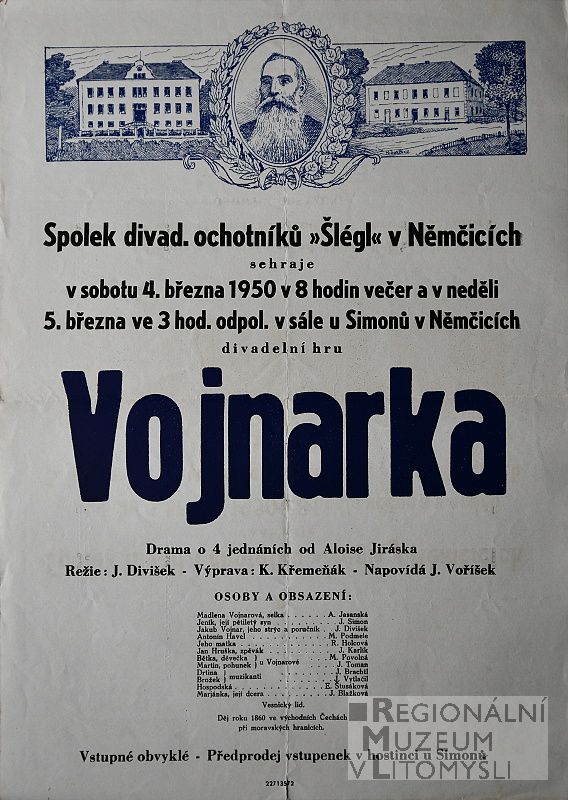 Spolek divad. ochotníků »Šlégl« v Němčicích
sehraje
v sobotu 4. března 1950 v 8 hodin večer a v neděli
5. března ve 3 hod. odpol. v sále u Simonů v Němčicích
divadelní hru
Vojnarka
Drama o 4 jednáních od Aloise Jiráska
Režie: J. Divišek - Výprava: K. Křemeňák - Napovídá J. Voříšek
OSOBY A OBSAZENÍ:
Madlena Vojnarová, selka . . . . . . A. Jasanská
Jeník, její pětiletý syn . . . . . . J. Simon
Jakub Vojnar, jeho strýc a poručník . . J. Divišek
Antonín Havel . . . . . . M. Podmele
Jeho matka . . . . . . R. Holcová
Jan Hruška, zpěvák . . . . . . J. Karlík
Bětka, děvečka } u Vojnarové . . M. Povolná
Martin, pohunek } . . J. Toman
Drtina } muzikanti . . . . J. Brachtl
Brožek } . . . . J. Vytlačil
Hospodská . . . . . . E. Stusáková
Marjánka, její dcera . . . . . . J. Blažková
Vesnický lid.
Děj roku 1860 ve východních Čechách
při moravských hranicích.
Vstupné obvyklé - Předprodej vstupenek v hostinci u Simonů
22713572
REGIONÁLNÍ
MUZEUM
V LITOMYŠLI